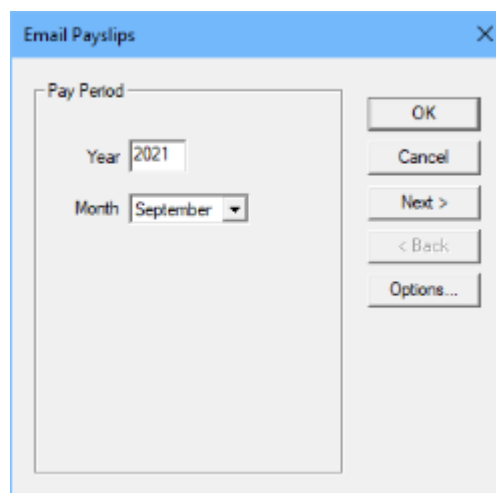 Email Payslips
Pay Period
Year 2021
Month September
OK
Cancel
Next >
< Back
Options...